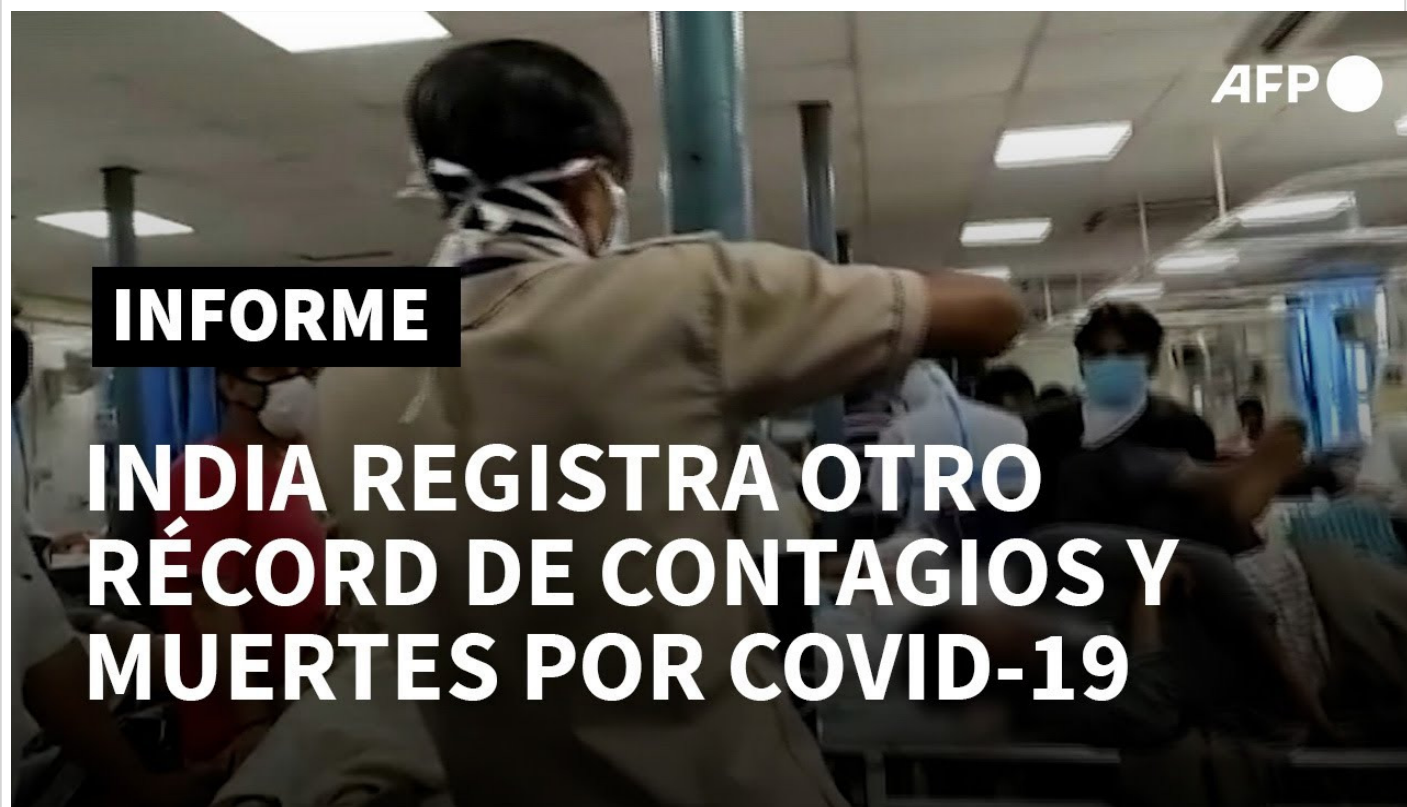 AFP
INFORME
INDIA REGISTRA OTRO
RÉCORD DE CONTAGIOS Y
MUERTES POR COVID-19